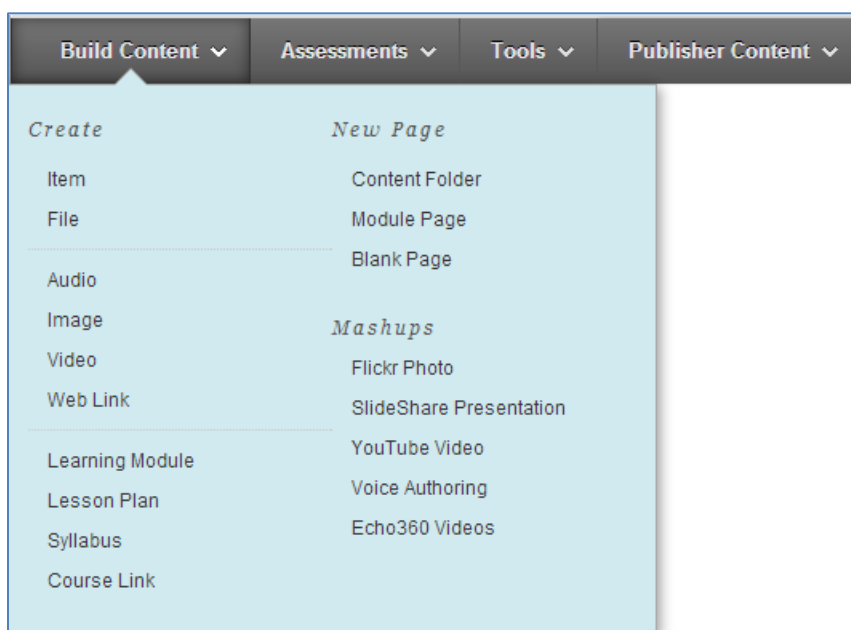 Build Content Assessments Tools Publisher Content
Create
Item
File
Audio
Image
Video
Web Link
Learning Module
Lesson Plan
Syllabus
Course Link
New Page
Content Folder
Module Page
Blank Page
Mashups
Flickr Photo
SlideShare Presentation
YouTube Video
Voice Authoring
Echo360 Videos